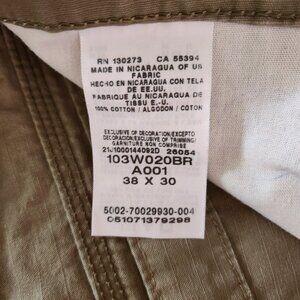 RN 130273 CA 55394
MADE IN NICARAGUA OF US
FABRIC
HECHO EN NICARAGUA CON TELA
DE EE.UU.
FABRIQUE AU NICARAGUA DE
TISSU E.-U.
100% COTTON / ALGODON / COTON
EXCLUSIVE OF DECORATION/EXCEPTO
DECORACION/EXCLUSIVE OF TRIMMING/
GARNITURE NON COMPRISE
26054
103W020BR
A001
38 X 30
5002-70029930-004
051071379298